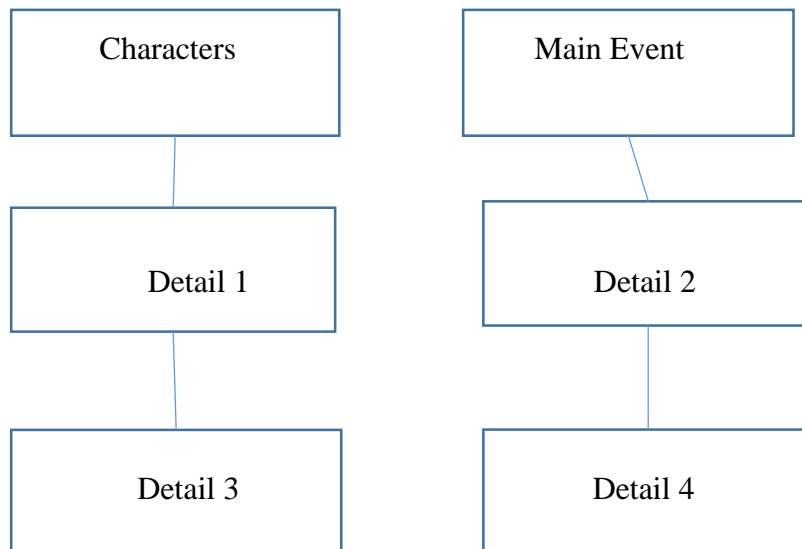 Characters
Main Event
Detail 1
Detail 2
Detail 3
Detail 4